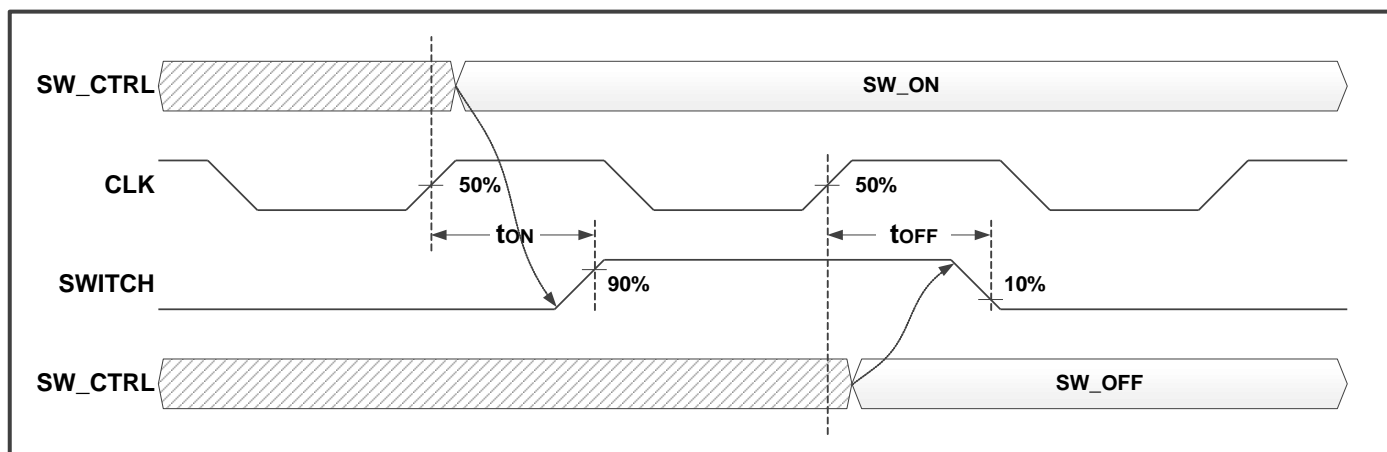 SW_CTRL
SW_ON
CLK
50%
50%
tON
tOFF
SWITCH
90%
10%
SW_CTRL
SW_OFF